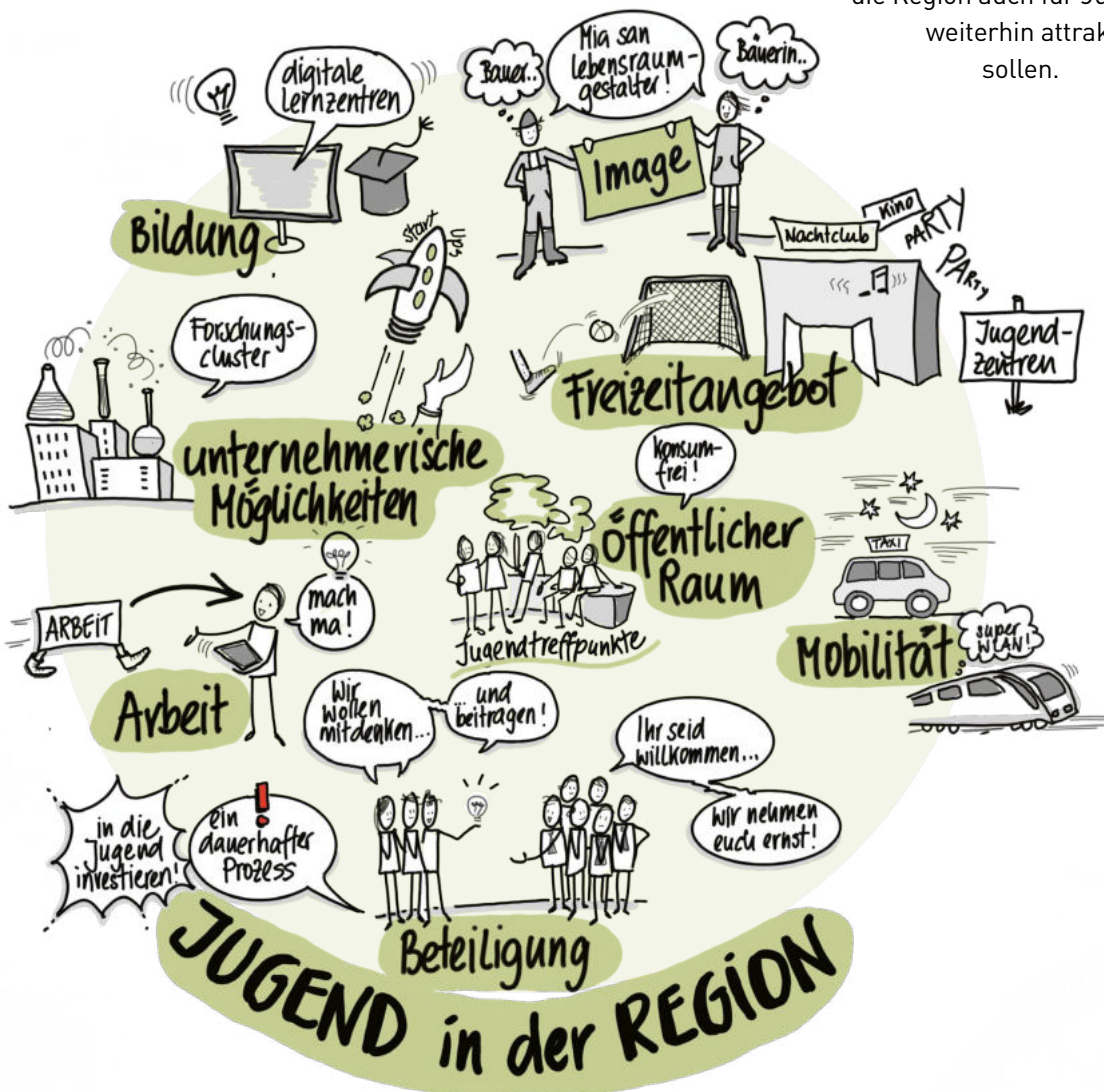 die Region auch für Ju
weiterhin attrak
sollen.
digitale
Lernzentren
Bildung
Bauer..
Mia san
lebensraum-
gestalter!
Bäuerin..
Image
start
ups
Kino
Nachtclub
PARTY
PARTY
Jugend-
zentren
Freizeitangebot
Forschungs-
cluster
unternehmerische
Möglichkeiten
konsum-
frei!
öffentlicher
Raum
Jugendtreffpunkte
TAXI
Mobilität
super
WLAN!
ARBEIT
mach
ma!
Arbeit
Wir
wollen
mitdenken...
... und
beitragen!
Ihr seid
willkommen...
Wir nehmen
euch ernst!
in die
Jugend
investieren!
!
ein
dauerhafter
Prozess
Beteiligung
JUGEND in der REGION